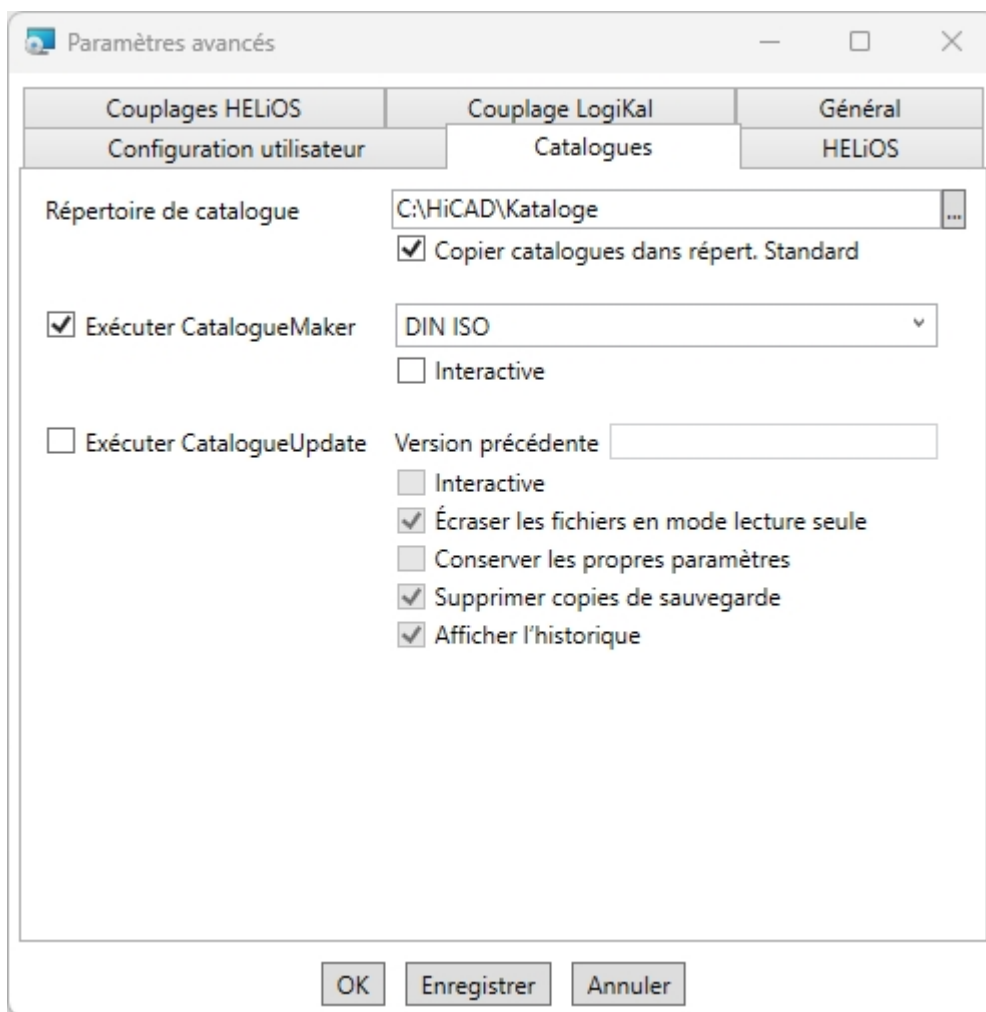 Paramètres avancés
Couplages HELiOS
Couplage LogiKal
Général
Configuration utilisateur
Catalogues
HELiOS
Répertoire de catalogue
C:\HiCAD\Kataloge
...
Copier catalogues dans répert. Standard
Exécuter CatalogueMaker
DIN ISO
Interactive
Exécuter CatalogueUpdate
Version précédente
Interactive
Écraser les fichiers en mode lecture seule
Conserver les propres paramètres
Supprimer copies de sauvegarde
Afficher l'historique
OK
Enregistrer
Annuler